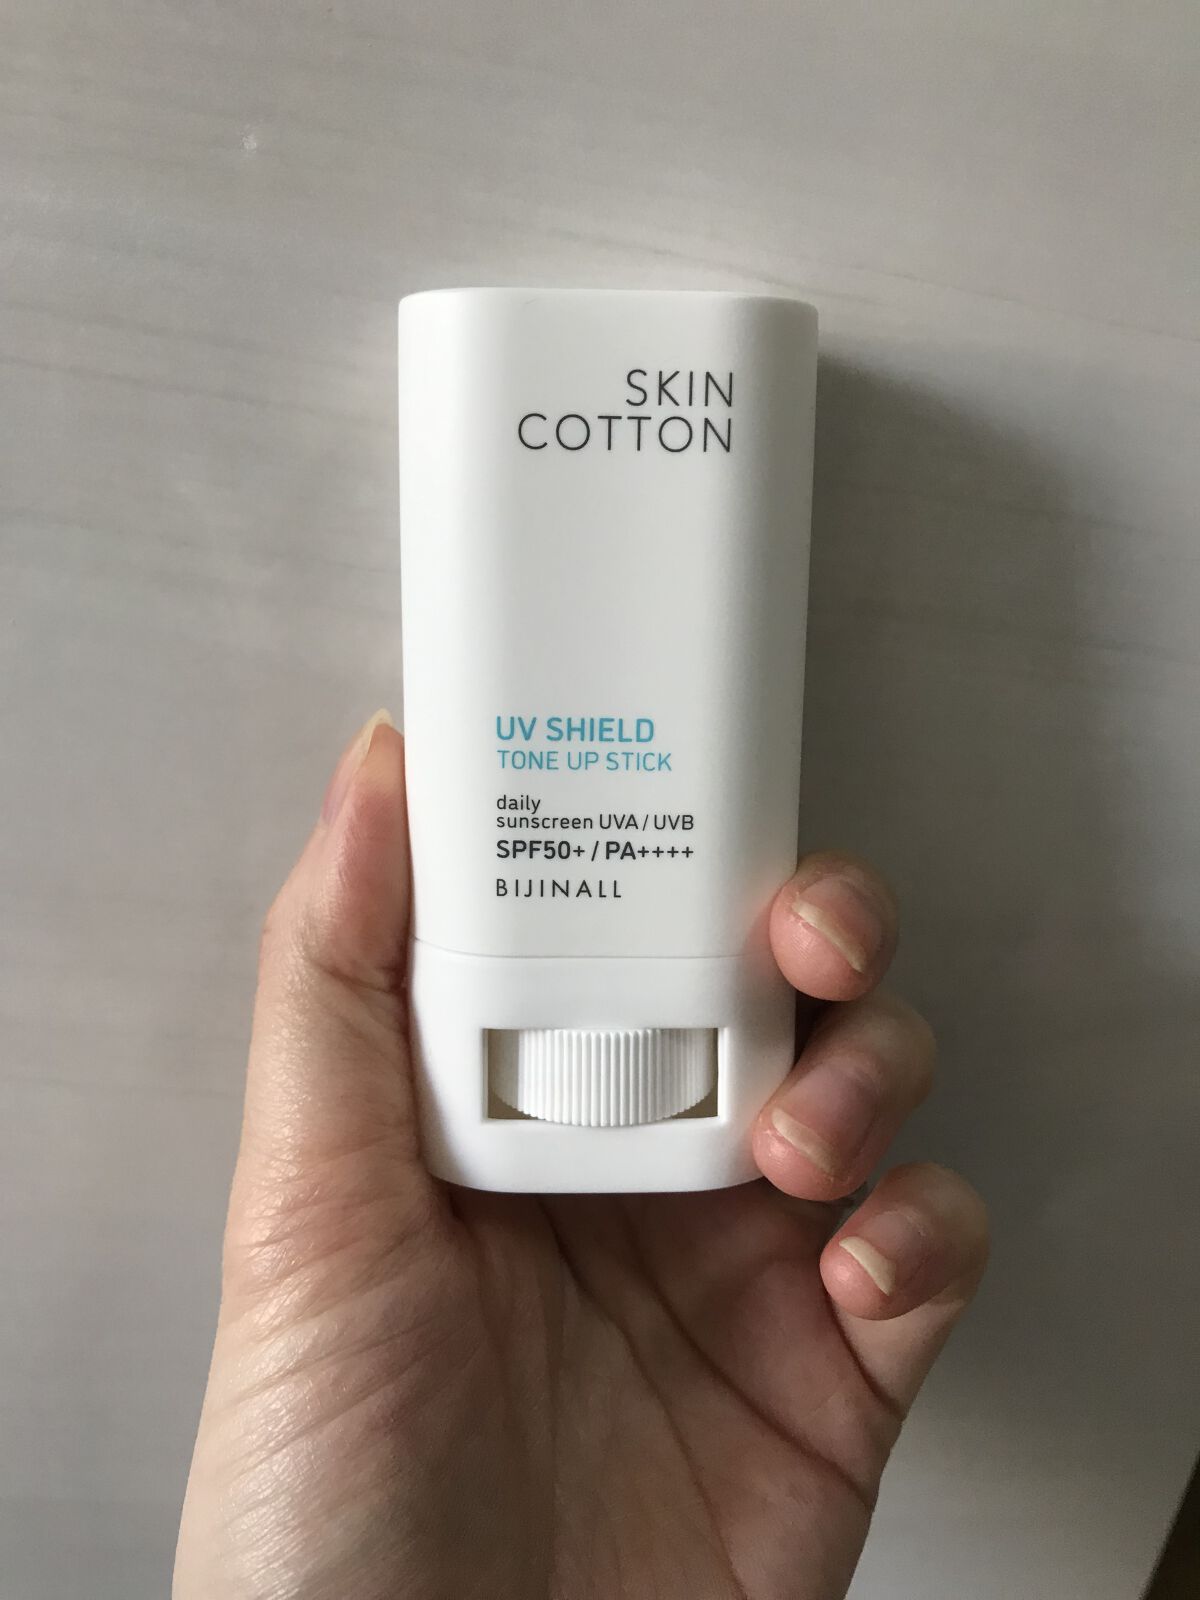 SKIN
COTTON
UV SHIELD
TONE UP STICK
daily
sunscreen UVA / UVB
SPF50+ / PA++++
BIJINALL